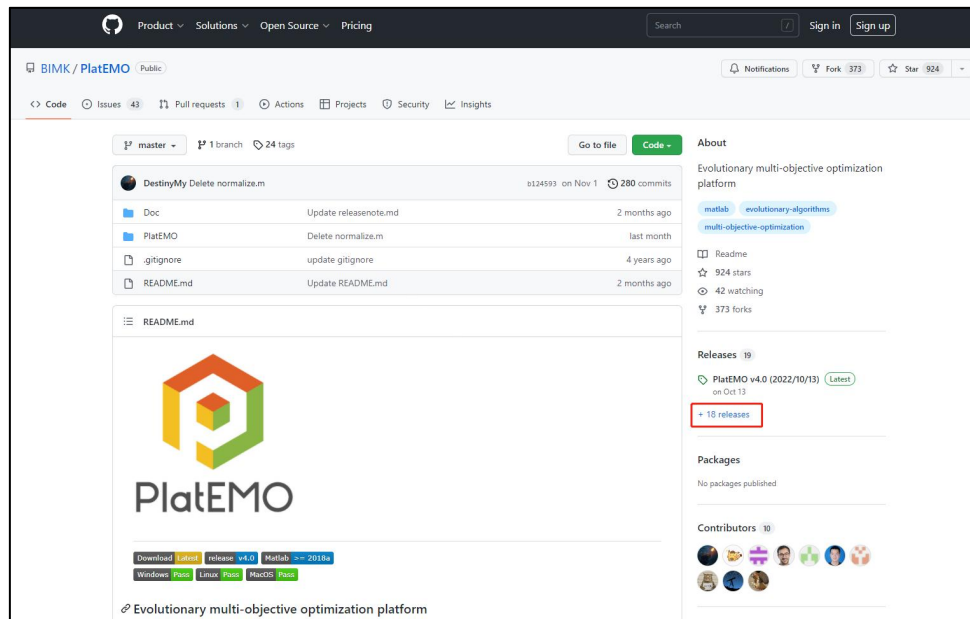 Product Solutions Open Source Pricing Search / Sign in Sign up
BIMK / PlatEMO Public Notifications Fork 373 Star 924
<> Code Issues 43 Pull requests 1 Actions Projects Security Insights
master 1 branch 24 tags Go to file Code
DestinyMy Delete normalize.m b124593 on Nov 1 280 commits
Doc Update releasenote.md 2 months ago
PlatEMO Delete normalize.m last month
.gitignore update gitignore 4 years ago
README.md Update README.md 2 months ago
README.md
PlatEMO
Download Latest release v4.0 Matlab >= 2018a
Windows Pass Linux Pass MacOS Pass
Evolutionary multi-objective optimization platform
About
Evolutionary multi-objective optimization
platform
matlab evolutionary-algorithms
multi-objective-optimization
Readme
924 stars
42 watching
373 forks
Releases 19
PlatEMO v4.0 (2022/10/13) Latest
on Oct 13
+ 18 releases
Packages
No packages published
Contributors 10